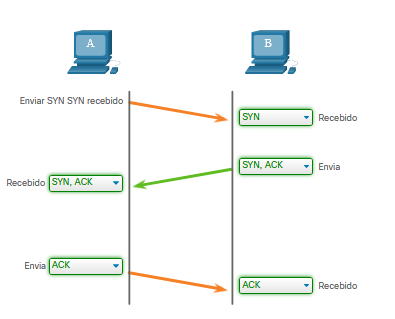 A
B
Enviar SYN SYN recebido
SYN
Recebido
SYN, ACK
Envia
Recebido
SYN, ACK
Envia
ACK
ACK
Recebido